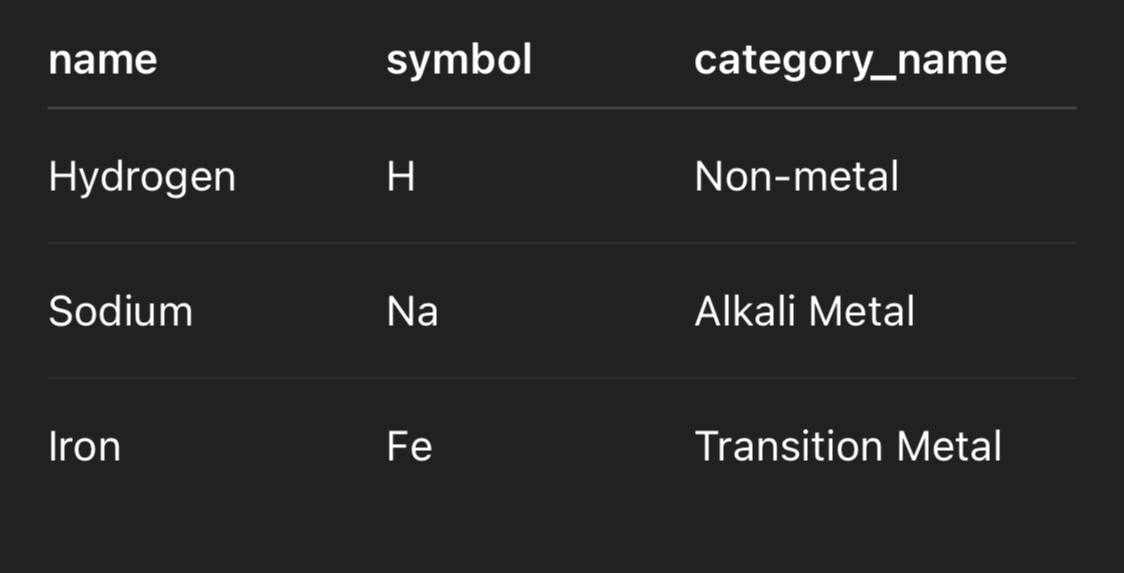 name symbol category_name
Hydrogen H Non-metal
Sodium Na Alkali Metal
Iron Fe Transition Metal